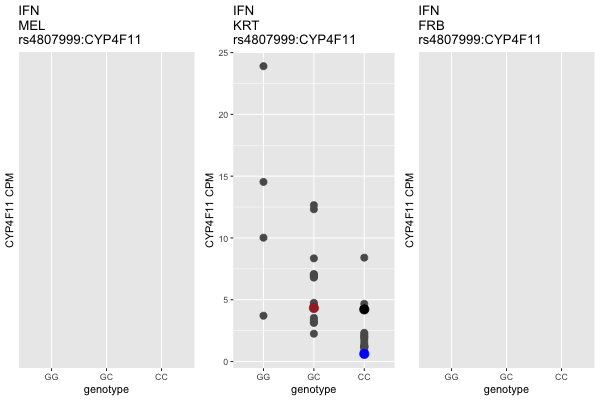 IFN
MEL
rs4807999:CYP4F11
CYP4F11 CPM
GG GC CC
genotype
IFN
KRT
rs4807999:CYP4F11
CYP4F11 CPM
25
20
15
10
5
0
GG GC CC
genotype
IFN
FRB
rs4807999:CYP4F11
CYP4F11 CPM
GG GC CC
genotype